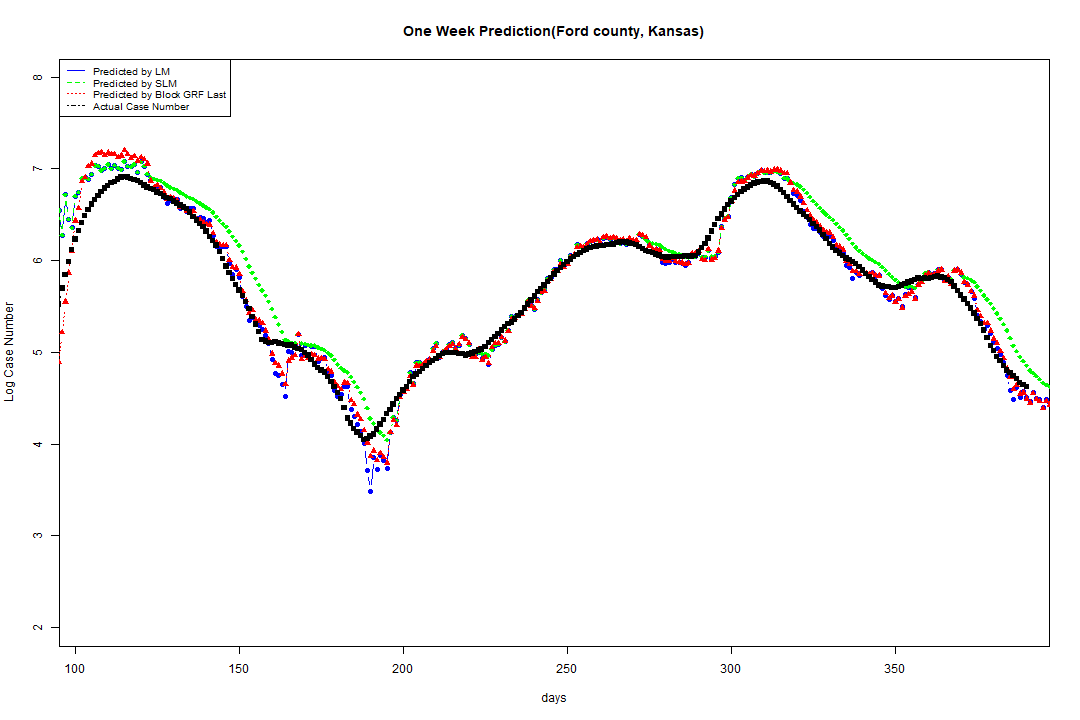 One Week Prediction(Ford county, Kansas)
Predicted by LM
Predicted by SLM
Predicted by Block GRF Last
Actual Case Number
8
7
6
5
4
3
2
Log Case Number
100 150 200 250 300 350
days